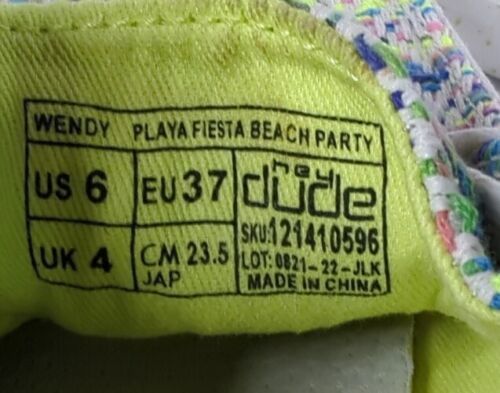 WENDY PLAYA FIESTA BEACH PARTY
US 6 EU 37
hey
düde
UK 4 CM 23.5
JAP
SKU:121410596
LOT: 0821-22-JLK
MADE IN CHINA